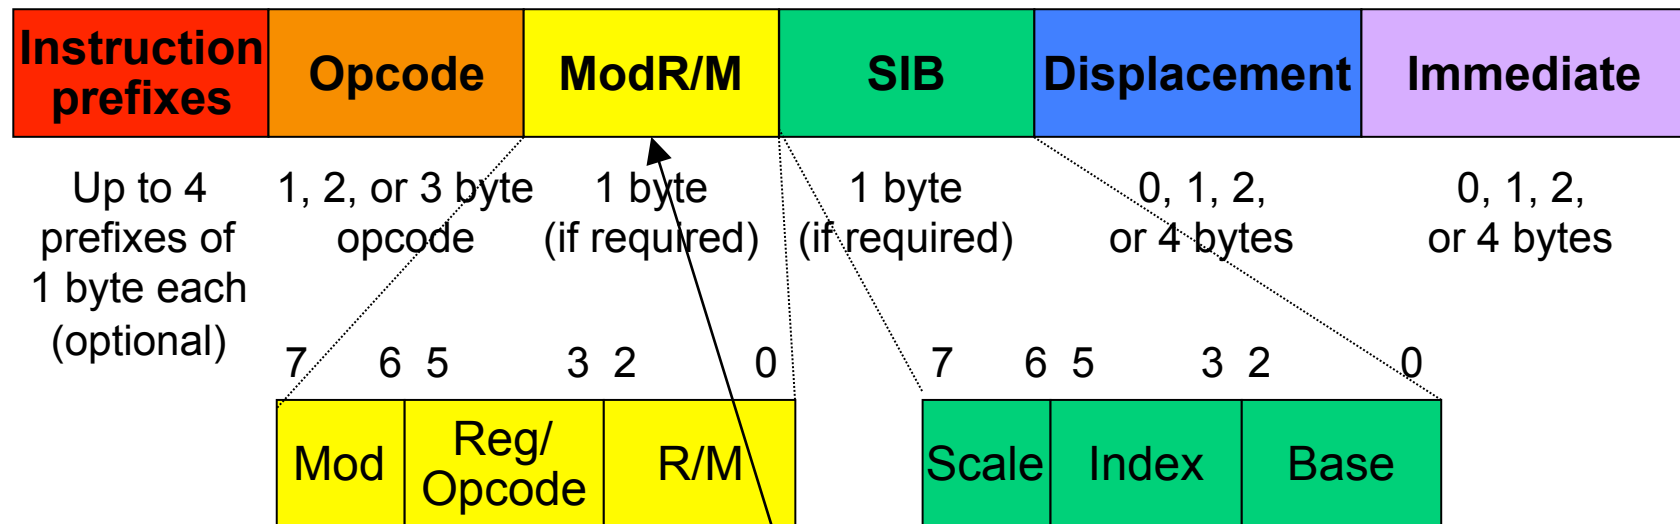 Instruction
prefixes
Opcode
ModR/M
SIB
Displacement
Immediate
Up to 4
prefixes of
1 byte each
(optional)
1, 2, or 3 byte
opcode
1 byte
(if required)
1 byte
(if required)
0, 1, 2,
or 4 bytes
0, 1, 2,
or 4 bytes
7 6 5 3 2 0
Mod
Reg/
Opcode
R/M
7 6 5 3 2 0
Scale
Index
Base